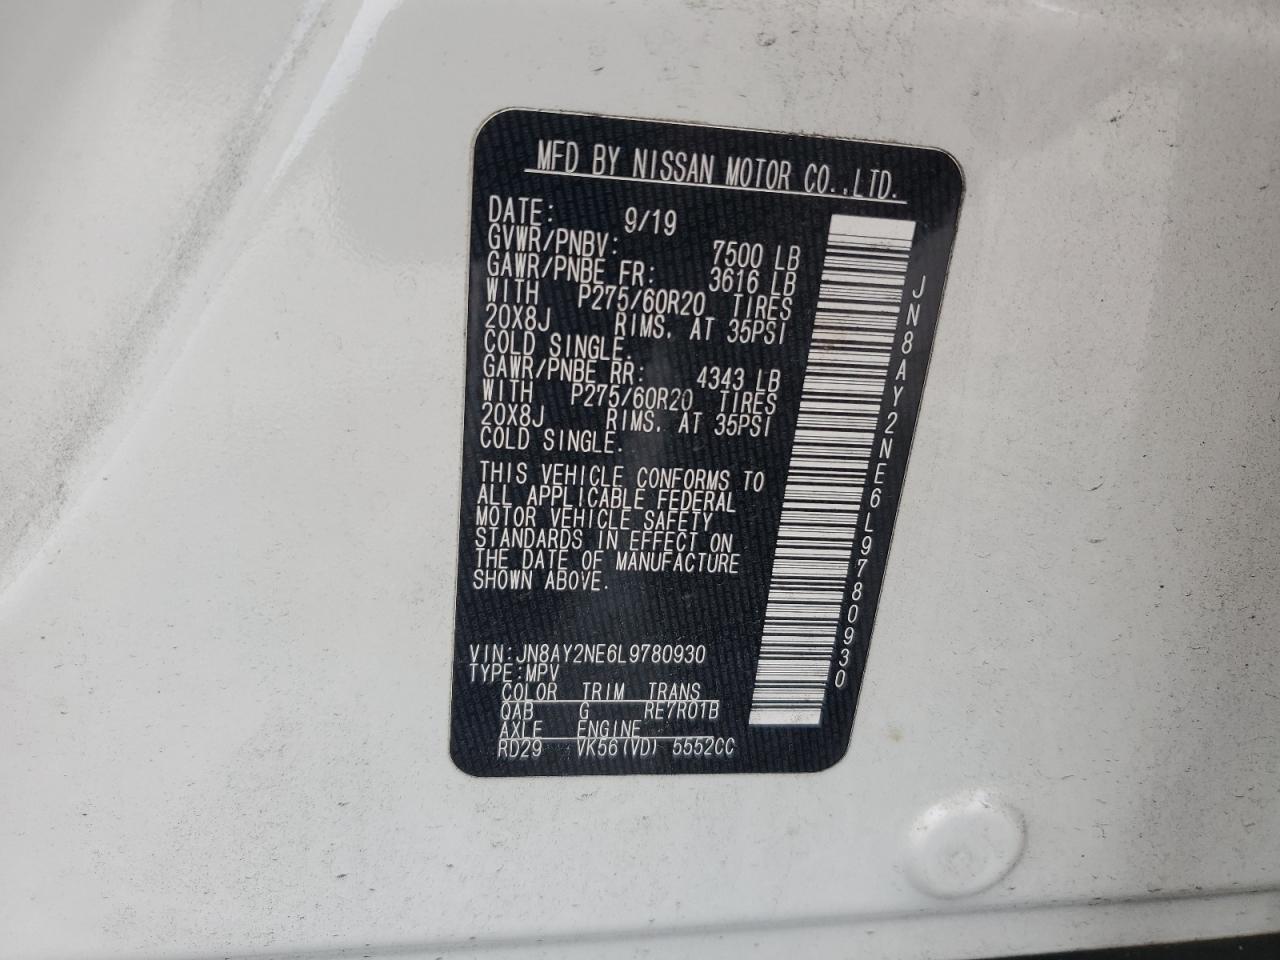 MFD BY NISSAN MOTOR CO.,LTD.
DATE: 9/19
GVWR/PNBV: 7500 LB
GAWR/PNBE FR: 3616 LB
WITH P275/60R20 TIRES
20X8J RIMS, AT 35PSI
COLD SINGLE.
GAWR/PNBE RR: 4343 LB
WITH P275/60R20 TIRES
20X8J RIMS, AT 35PSI
COLD SINGLE.
THIS VEHICLE CONFORMS TO
ALL APPLICABLE FEDERAL
MOTOR VEHICLE SAFETY
STANDARDS IN EFFECT ON
THE DATE OF MANUFACTURE
SHOWN ABOVE.
VIN:JN8AY2NE6L9780930
TYPE:MPV
COLOR TRIM TRANS
QAB G RE7R01B
AXLE ENGINE
RD29 VK56(VD) 5552CC
JN8AY2NE6L9780930